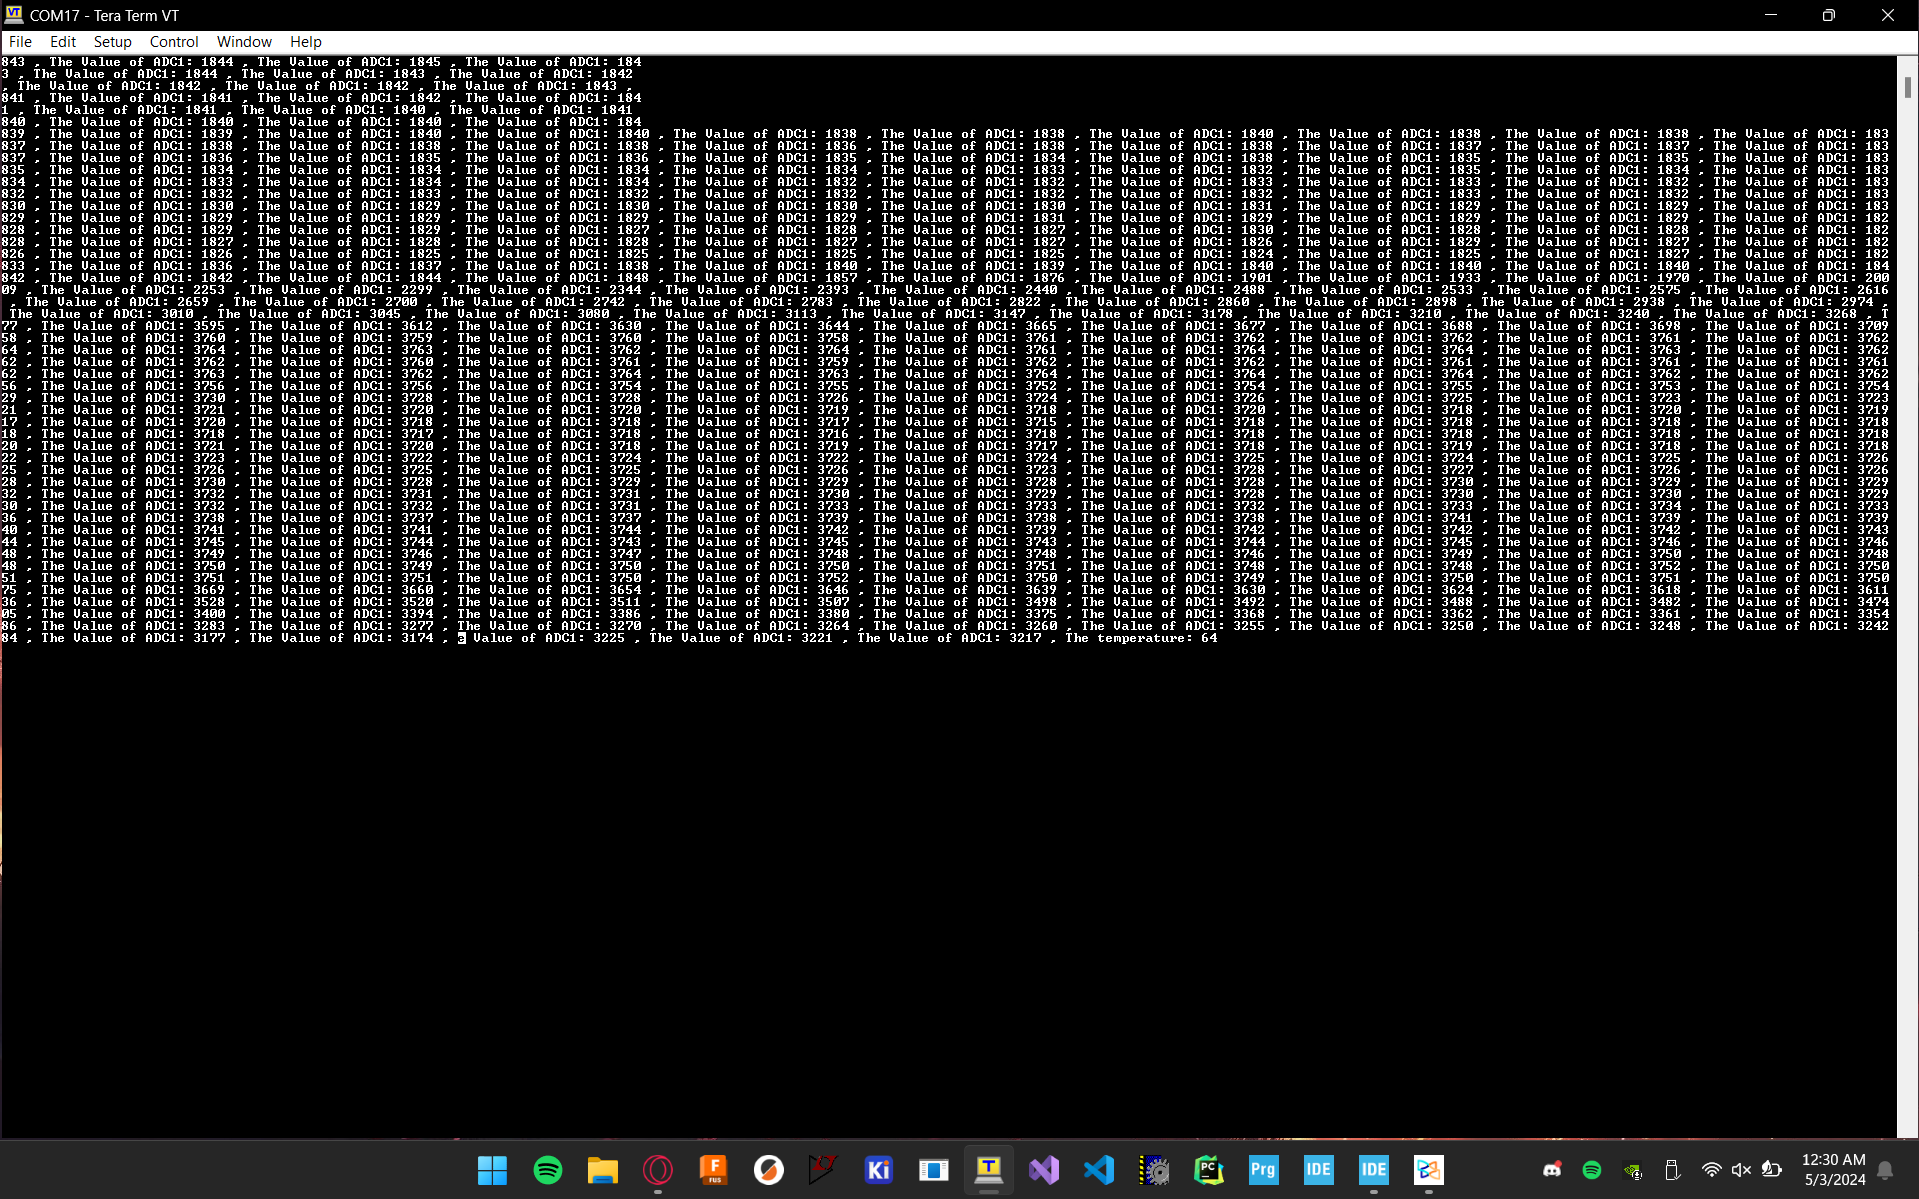 COM17 - Tera Term VT
File Edit Setup Control Window Help
843 , The Value of ADC1: 1844 , The Value of ADC1: 1845 , The Value of ADC1: 184
3 , The Value of ADC1: 1844 , The Value of ADC1: 1843 , The Value of ADC1: 1842
, The Value of ADC1: 1842 , The Value of ADC1: 1842 , The Value of ADC1: 1843 ,
841 , The Value of ADC1: 1841 , The Value of ADC1: 1842 , The Value of ADC1: 184
1 , The Value of ADC1: 1841 , The Value of ADC1: 1840 , The Value of ADC1: 1841
840 , The Value of ADC1: 1840 , The Value of ADC1: 1840 , The Value of ADC1: 184
839 , The Value of ADC1: 1839 , The Value of ADC1: 1840 , The Value of ADC1: 1840 , The Value of ADC1: 1838 , The Value of ADC1: 1838 , The Value of ADC1: 1840 , The Value of ADC1: 1838 , The Value of ADC1: 1838 , The Value of ADC1: 183
837 , The Value of ADC1: 1838 , The Value of ADC1: 1838 , The Value of ADC1: 1838 , The Value of ADC1: 1836 , The Value of ADC1: 1838 , The Value of ADC1: 1838 , The Value of ADC1: 1837 , The Value of ADC1: 1837 , The Value of ADC1: 183
837 , The Value of ADC1: 1836 , The Value of ADC1: 1835 , The Value of ADC1: 1836 , The Value of ADC1: 1835 , The Value of ADC1: 1834 , The Value of ADC1: 1838 , The Value of ADC1: 1835 , The Value of ADC1: 1835 , The Value of ADC1: 183
835 , The Value of ADC1: 1834 , The Value of ADC1: 1834 , The Value of ADC1: 1834 , The Value of ADC1: 1834 , The Value of ADC1: 1833 , The Value of ADC1: 1832 , The Value of ADC1: 1835 , The Value of ADC1: 1834 , The Value of ADC1: 183
834 , The Value of ADC1: 1833 , The Value of ADC1: 1834 , The Value of ADC1: 1834 , The Value of ADC1: 1832 , The Value of ADC1: 1832 , The Value of ADC1: 1833 , The Value of ADC1: 1833 , The Value of ADC1: 1832 , The Value of ADC1: 183
832 , The Value of ADC1: 1832 , The Value of ADC1: 1833 , The Value of ADC1: 1832 , The Value of ADC1: 1832 , The Value of ADC1: 1832 , The Value of ADC1: 1832 , The Value of ADC1: 1833 , The Value of ADC1: 1832 , The Value of ADC1: 183
830 , The Value of ADC1: 1830 , The Value of ADC1: 1829 , The Value of ADC1: 1830 , The Value of ADC1: 1830 , The Value of ADC1: 1830 , The Value of ADC1: 1831 , The Value of ADC1: 1829 , The Value of ADC1: 1829 , The Value of ADC1: 183
829 , The Value of ADC1: 1829 , The Value of ADC1: 1829 , The Value of ADC1: 1829 , The Value of ADC1: 1829 , The Value of ADC1: 1831 , The Value of ADC1: 1829 , The Value of ADC1: 1829 , The Value of ADC1: 1829 , The Value of ADC1: 182
828 , The Value of ADC1: 1829 , The Value of ADC1: 1829 , The Value of ADC1: 1827 , The Value of ADC1: 1828 , The Value of ADC1: 1827 , The Value of ADC1: 1830 , The Value of ADC1: 1828 , The Value of ADC1: 1828 , The Value of ADC1: 182
828 , The Value of ADC1: 1827 , The Value of ADC1: 1828 , The Value of ADC1: 1828 , The Value of ADC1: 1827 , The Value of ADC1: 1827 , The Value of ADC1: 1826 , The Value of ADC1: 1829 , The Value of ADC1: 1827 , The Value of ADC1: 182
826 , The Value of ADC1: 1826 , The Value of ADC1: 1825 , The Value of ADC1: 1825 , The Value of ADC1: 1825 , The Value of ADC1: 1825 , The Value of ADC1: 1824 , The Value of ADC1: 1825 , The Value of ADC1: 1827 , The Value of ADC1: 182
833 , The Value of ADC1: 1836 , The Value of ADC1: 1837 , The Value of ADC1: 1838 , The Value of ADC1: 1840 , The Value of ADC1: 1839 , The Value of ADC1: 1840 , The Value of ADC1: 1840 , The Value of ADC1: 1840 , The Value of ADC1: 184
842 , The Value of ADC1: 1842 , The Value of ADC1: 1844 , The Value of ADC1: 1848 , The Value of ADC1: 1857 , The Value of ADC1: 1876 , The Value of ADC1: 1901 , The Value of ADC1: 1933 , The Value of ADC1: 1970 , The Value of ADC1: 200
09 , The Value of ADC1: 2253 , The Value of ADC1: 2299 , The Value of ADC1: 2344 , The Value of ADC1: 2393 , The Value of ADC1: 2440 , The Value of ADC1: 2488 , The Value of ADC1: 2533 , The Value of ADC1: 2575 , The Value of ADC1: 2616
, The Value of ADC1: 2659 , The Value of ADC1: 2700 , The Value of ADC1: 2742 , The Value of ADC1: 2783 , The Value of ADC1: 2822 , The Value of ADC1: 2860 , The Value of ADC1: 2898 , The Value of ADC1: 2938 , The Value of ADC1: 2974 ,
The Value of ADC1: 3010 , The Value of ADC1: 3045 , The Value of ADC1: 3080 , The Value of ADC1: 3113 , The Value of ADC1: 3147 , The Value of ADC1: 3178 , The Value of ADC1: 3210 , The Value of ADC1: 3240 , The Value of ADC1: 3268 , T
77 , The Value of ADC1: 3595 , The Value of ADC1: 3612 , The Value of ADC1: 3630 , The Value of ADC1: 3644 , The Value of ADC1: 3665 , The Value of ADC1: 3677 , The Value of ADC1: 3688 , The Value of ADC1: 3698 , The Value of ADC1: 3709
58 , The Value of ADC1: 3760 , The Value of ADC1: 3759 , The Value of ADC1: 3760 , The Value of ADC1: 3758 , The Value of ADC1: 3761 , The Value of ADC1: 3762 , The Value of ADC1: 3762 , The Value of ADC1: 3761 , The Value of ADC1: 3762
64 , The Value of ADC1: 3764 , The Value of ADC1: 3763 , The Value of ADC1: 3762 , The Value of ADC1: 3764 , The Value of ADC1: 3761 , The Value of ADC1: 3764 , The Value of ADC1: 3764 , The Value of ADC1: 3763 , The Value of ADC1: 3762
62 , The Value of ADC1: 3762 , The Value of ADC1: 3760 , The Value of ADC1: 3761 , The Value of ADC1: 3759 , The Value of ADC1: 3762 , The Value of ADC1: 3762 , The Value of ADC1: 3761 , The Value of ADC1: 3761 , The Value of ADC1: 3761
62 , The Value of ADC1: 3763 , The Value of ADC1: 3762 , The Value of ADC1: 3764 , The Value of ADC1: 3763 , The Value of ADC1: 3764 , The Value of ADC1: 3764 , The Value of ADC1: 3764 , The Value of ADC1: 3762 , The Value of ADC1: 3762
56 , The Value of ADC1: 3756 , The Value of ADC1: 3756 , The Value of ADC1: 3754 , The Value of ADC1: 3755 , The Value of ADC1: 3752 , The Value of ADC1: 3754 , The Value of ADC1: 3755 , The Value of ADC1: 3753 , The Value of ADC1: 3754
29 , The Value of ADC1: 3730 , The Value of ADC1: 3728 , The Value of ADC1: 3728 , The Value of ADC1: 3726 , The Value of ADC1: 3724 , The Value of ADC1: 3726 , The Value of ADC1: 3725 , The Value of ADC1: 3723 , The Value of ADC1: 3723
21 , The Value of ADC1: 3721 , The Value of ADC1: 3720 , The Value of ADC1: 3720 , The Value of ADC1: 3719 , The Value of ADC1: 3718 , The Value of ADC1: 3720 , The Value of ADC1: 3718 , The Value of ADC1: 3720 , The Value of ADC1: 3719
17 , The Value of ADC1: 3720 , The Value of ADC1: 3718 , The Value of ADC1: 3718 , The Value of ADC1: 3717 , The Value of ADC1: 3715 , The Value of ADC1: 3718 , The Value of ADC1: 3718 , The Value of ADC1: 3718 , The Value of ADC1: 3718
18 , The Value of ADC1: 3718 , The Value of ADC1: 3717 , The Value of ADC1: 3718 , The Value of ADC1: 3716 , The Value of ADC1: 3718 , The Value of ADC1: 3718 , The Value of ADC1: 3718 , The Value of ADC1: 3718 , The Value of ADC1: 3718
20 , The Value of ADC1: 3721 , The Value of ADC1: 3720 , The Value of ADC1: 3718 , The Value of ADC1: 3719 , The Value of ADC1: 3717 , The Value of ADC1: 3718 , The Value of ADC1: 3719 , The Value of ADC1: 3718 , The Value of ADC1: 3718
22 , The Value of ADC1: 3723 , The Value of ADC1: 3722 , The Value of ADC1: 3724 , The Value of ADC1: 3722 , The Value of ADC1: 3724 , The Value of ADC1: 3725 , The Value of ADC1: 3724 , The Value of ADC1: 3725 , The Value of ADC1: 3726
25 , The Value of ADC1: 3726 , The Value of ADC1: 3725 , The Value of ADC1: 3725 , The Value of ADC1: 3726 , The Value of ADC1: 3723 , The Value of ADC1: 3728 , The Value of ADC1: 3727 , The Value of ADC1: 3726 , The Value of ADC1: 3726
28 , The Value of ADC1: 3730 , The Value of ADC1: 3728 , The Value of ADC1: 3729 , The Value of ADC1: 3729 , The Value of ADC1: 3728 , The Value of ADC1: 3728 , The Value of ADC1: 3730 , The Value of ADC1: 3729 , The Value of ADC1: 3729
32 , The Value of ADC1: 3732 , The Value of ADC1: 3731 , The Value of ADC1: 3731 , The Value of ADC1: 3730 , The Value of ADC1: 3729 , The Value of ADC1: 3728 , The Value of ADC1: 3730 , The Value of ADC1: 3730 , The Value of ADC1: 3729
30 , The Value of ADC1: 3732 , The Value of ADC1: 3732 , The Value of ADC1: 3731 , The Value of ADC1: 3733 , The Value of ADC1: 3733 , The Value of ADC1: 3732 , The Value of ADC1: 3733 , The Value of ADC1: 3734 , The Value of ADC1: 3733
36 , The Value of ADC1: 3738 , The Value of ADC1: 3737 , The Value of ADC1: 3737 , The Value of ADC1: 3739 , The Value of ADC1: 3738 , The Value of ADC1: 3738 , The Value of ADC1: 3741 , The Value of ADC1: 3739 , The Value of ADC1: 3739
40 , The Value of ADC1: 3741 , The Value of ADC1: 3741 , The Value of ADC1: 3744 , The Value of ADC1: 3742 , The Value of ADC1: 3739 , The Value of ADC1: 3742 , The Value of ADC1: 3742 , The Value of ADC1: 3742 , The Value of ADC1: 3743
44 , The Value of ADC1: 3745 , The Value of ADC1: 3744 , The Value of ADC1: 3743 , The Value of ADC1: 3745 , The Value of ADC1: 3743 , The Value of ADC1: 3744 , The Value of ADC1: 3745 , The Value of ADC1: 3746 , The Value of ADC1: 3746
48 , The Value of ADC1: 3749 , The Value of ADC1: 3746 , The Value of ADC1: 3747 , The Value of ADC1: 3748 , The Value of ADC1: 3748 , The Value of ADC1: 3746 , The Value of ADC1: 3749 , The Value of ADC1: 3750 , The Value of ADC1: 3748
48 , The Value of ADC1: 3750 , The Value of ADC1: 3749 , The Value of ADC1: 3750 , The Value of ADC1: 3750 , The Value of ADC1: 3751 , The Value of ADC1: 3748 , The Value of ADC1: 3748 , The Value of ADC1: 3752 , The Value of ADC1: 3750
51 , The Value of ADC1: 3751 , The Value of ADC1: 3751 , The Value of ADC1: 3750 , The Value of ADC1: 3752 , The Value of ADC1: 3750 , The Value of ADC1: 3749 , The Value of ADC1: 3750 , The Value of ADC1: 3751 , The Value of ADC1: 3750
75 , The Value of ADC1: 3669 , The Value of ADC1: 3660 , The Value of ADC1: 3654 , The Value of ADC1: 3646 , The Value of ADC1: 3639 , The Value of ADC1: 3630 , The Value of ADC1: 3624 , The Value of ADC1: 3618 , The Value of ADC1: 3611
36 , The Value of ADC1: 3528 , The Value of ADC1: 3520 , The Value of ADC1: 3511 , The Value of ADC1: 3507 , The Value of ADC1: 3498 , The Value of ADC1: 3492 , The Value of ADC1: 3488 , The Value of ADC1: 3482 , The Value of ADC1: 3474
05 , The Value of ADC1: 3400 , The Value of ADC1: 3394 , The Value of ADC1: 3386 , The Value of ADC1: 3380 , The Value of ADC1: 3375 , The Value of ADC1: 3368 , The Value of ADC1: 3362 , The Value of ADC1: 3361 , The Value of ADC1: 3354
86 , The Value of ADC1: 3283 , The Value of ADC1: 3277 , The Value of ADC1: 3270 , The Value of ADC1: 3264 , The Value of ADC1: 3260 , The Value of ADC1: 3255 , The Value of ADC1: 3250 , The Value of ADC1: 3248 , The Value of ADC1: 3242
84 , The Value of ADC1: 3177 , The Value of ADC1: 3174 , e Value of ADC1: 3225 , The Value of ADC1: 3221 , The Value of ADC1: 3217 , The temperature: 64
F
FUS
Ki
T
PC
Prg
IDE
IDE
12:30 AM
5/3/2024